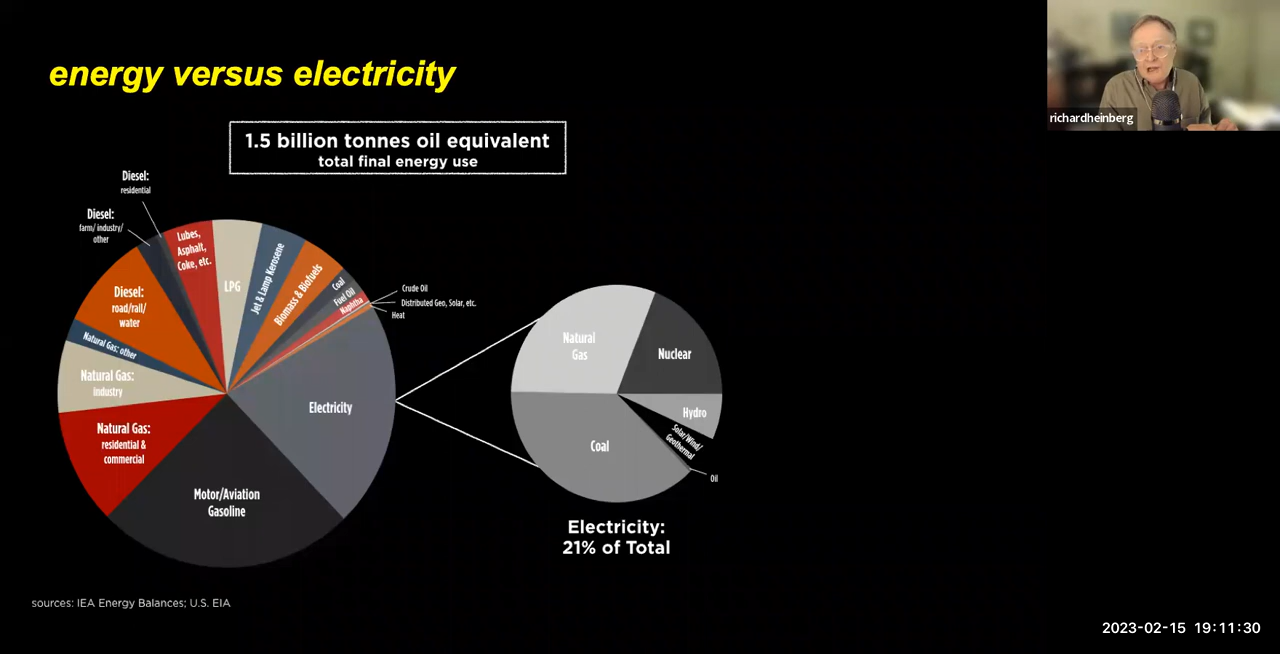 energy versus electricity
richardheinberg
1.5 billion tonnes oil equivalent
total final energy use
Diesel:
residential
Diesel:
farm/ industry/
other
Lubes,
Asphalt,
Coke, etc.
LPG
Jet & Lamp Kerosene
Biomass & Biofuels
Coal
Fuel Oil
Naphtha
Crude Oil
Distributed Geo, Solar, etc.
Heat
Diesel:
road/rail/
water
Natural Gas: other
Natural Gas:
industry
Natural Gas:
residential &
commercial
Motor/Aviation
Gasoline
Electricity
Natural
Gas
Nuclear
Hydro
Solar/Wind/
Geothermal
Oil
Coal
Electricity:
21% of Total
sources: IEA Energy Balances; U.S. EIA
2023-02-15 19:11:30